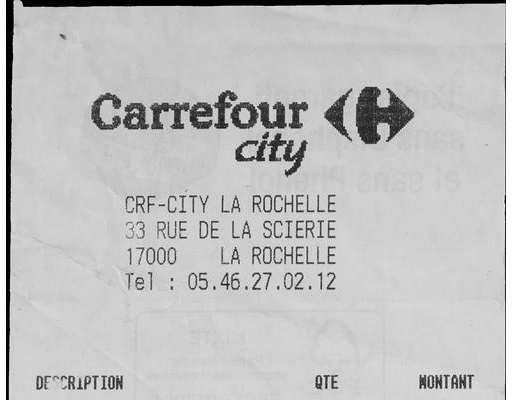 Carrefour
city
CRF-CITY LA ROCHELLE
33 RUE DE LA SCIERIE
17000 LA ROCHELLE
Tel : 05.46.27.02.12
DESCRIPTION QTE MONTANT